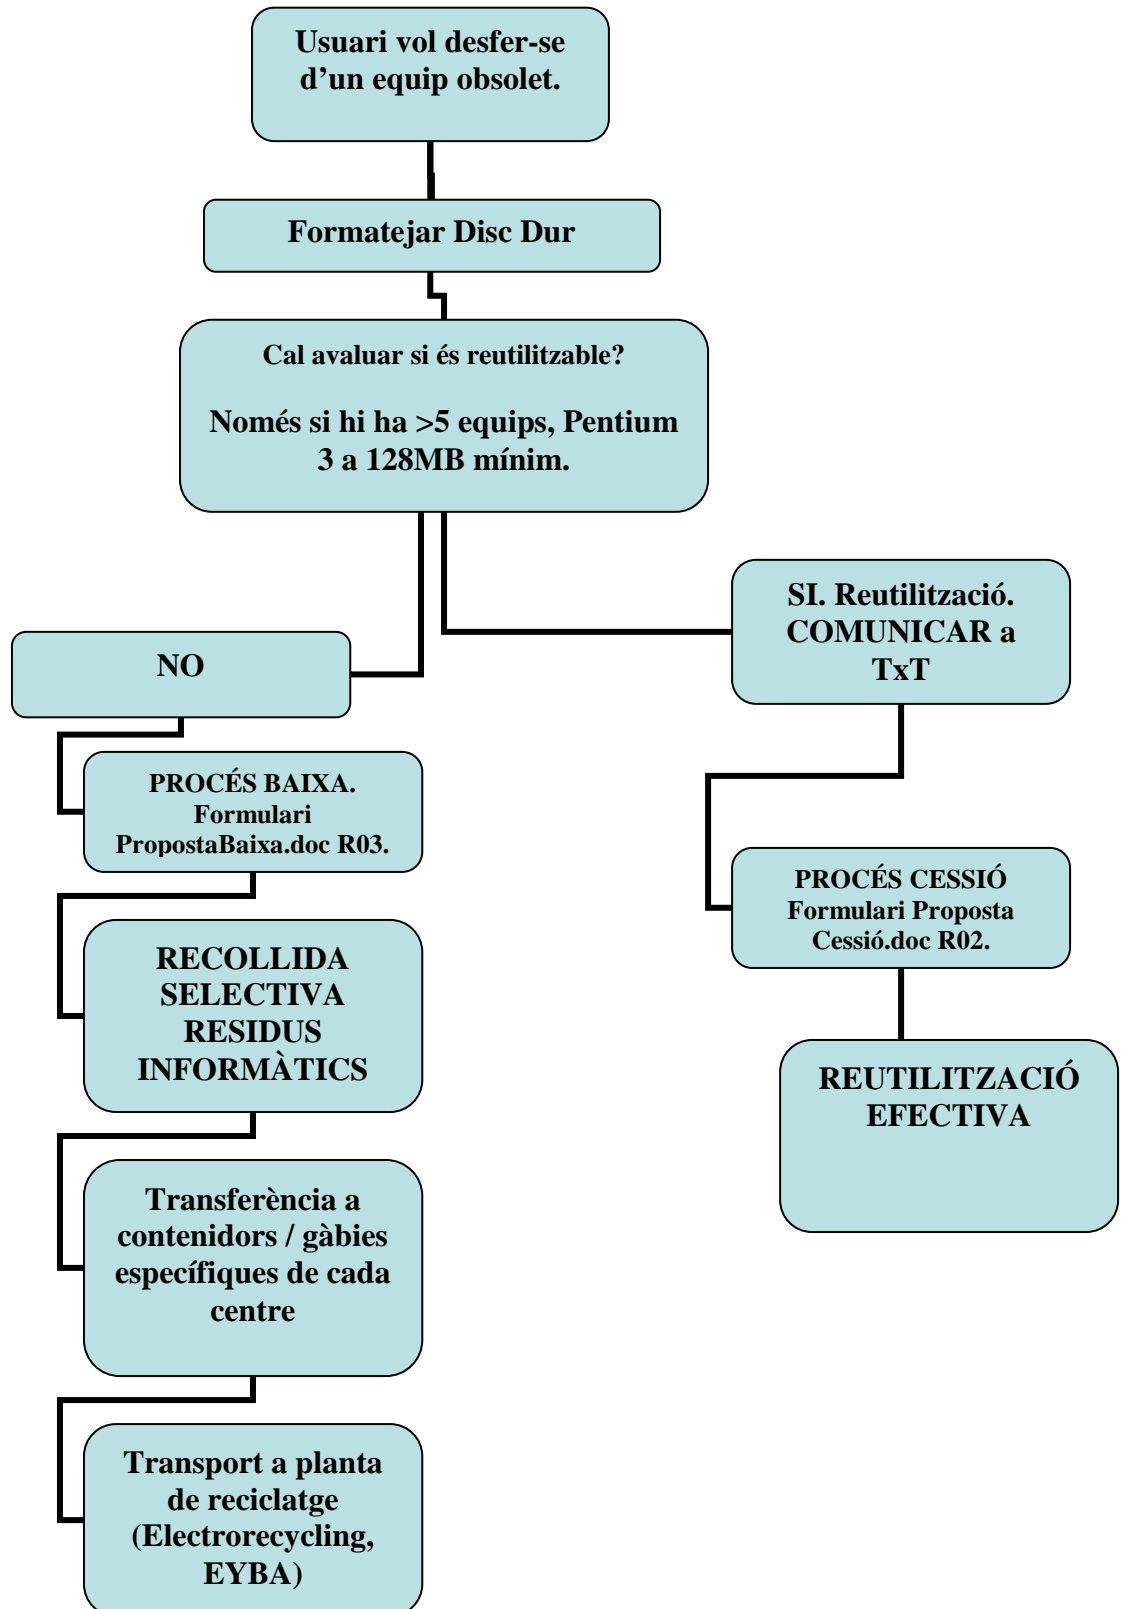 Usuari vol desfer-se
d’un equip obsolet.
Formatejar Disc Dur
Cal avaluar si és reutilitzable?
Només si hi ha >5 equips, Pentium
3 a 128MB mínim.
SI. Reutilització.
COMUNICAR a
TxT
NO
PROCÉS BAIXA.
Formulari
PropostaBaixa.doc R03.
PROCÉS CESSIÓ
Formulari Proposta
Cessió.doc R02.
RECOLLIDA
SELECTIVA
RESIDUS
INFORMÀTICS
REUTILITZACIÓ
EFECTIVA
Transferència a
contenidors / gàbies
específiques de cada
centre
Transport a planta
de reciclatge
(Electrorecycling,
EYBA)